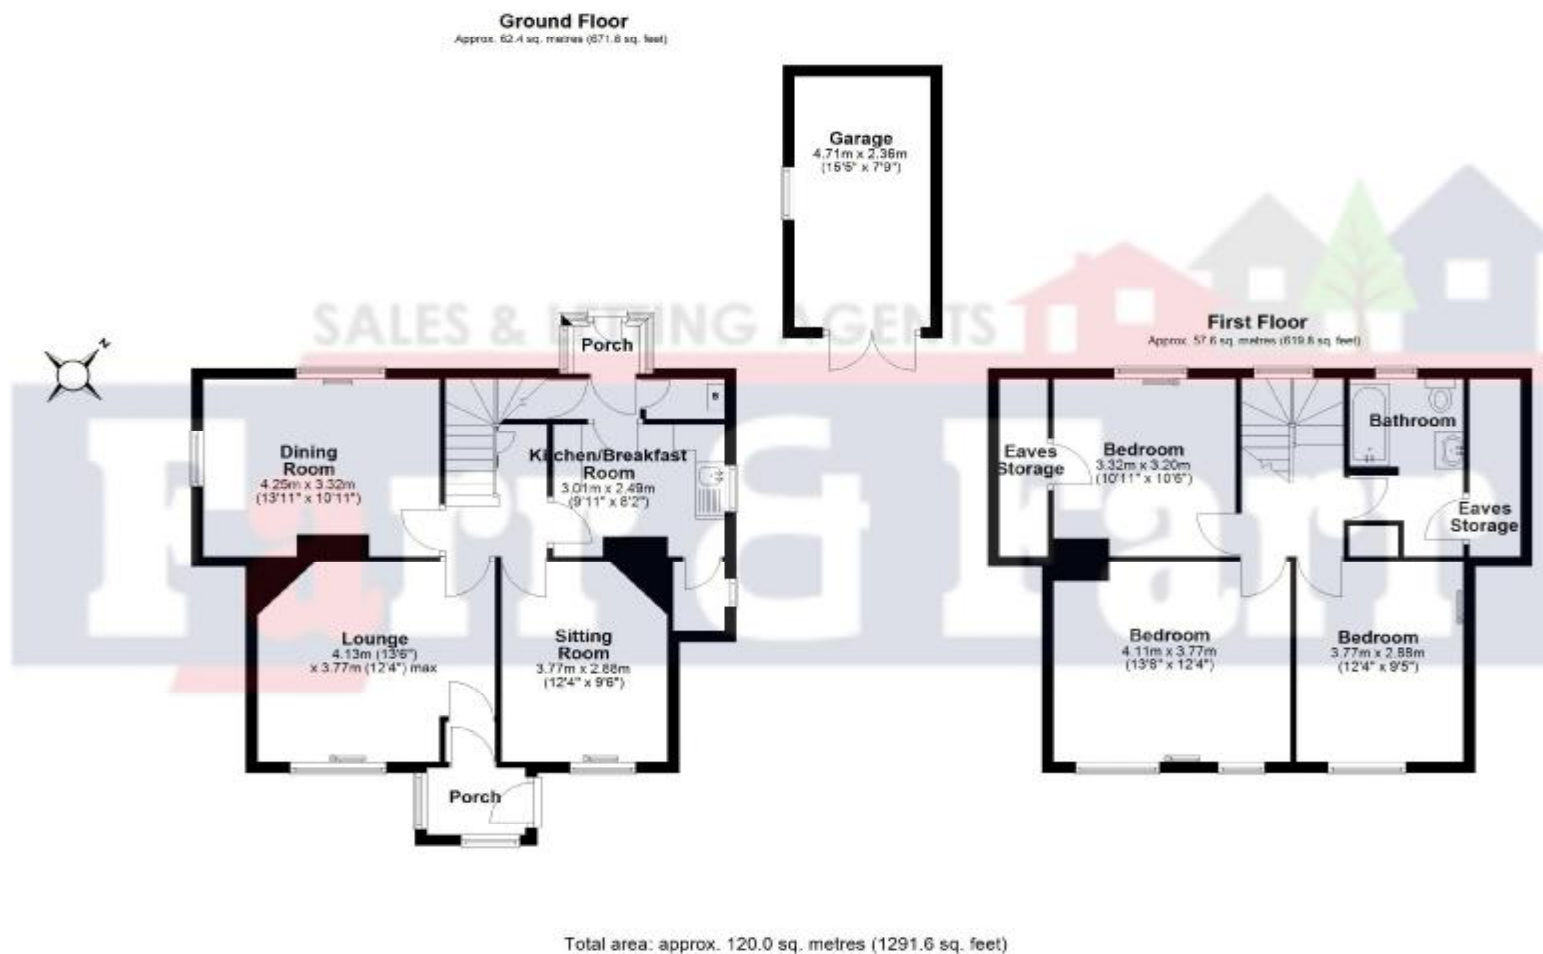 Ground Floor
Approx. 62.4 sq. metres (671.8 sq. feet)
Garage
4.71m x 2.36m
(15'5" x 7'9")
SALES & LETTING AGENTS
First Floor
Approx. 57.6 sq. metres (619.8 sq. feet)
Porch
N
B
Dining
Room
4.25m x 3.32m
(13'11" x 10'11")
Kitchen/Breakfast
Room
3.01m x 2.49m
(9'11" x 8'2")
Eaves
Storage
Bedroom
3.32m x 3.20m
(10'11" x 10'6")
Bathroom
Eaves
Storage
Farr & Farr
Lounge
4.13m (13'6")
x 3.77m (12'4") max
Sitting
Room
3.77m x 2.88m
(12'4" x 9'6")
Bedroom
4.11m x 3.77m
(13'6" x 12'4")
Bedroom
3.77m x 2.88m
(12'4" x 9'5")
Porch
Total area: approx. 120.0 sq. metres (1291.6 sq. feet)